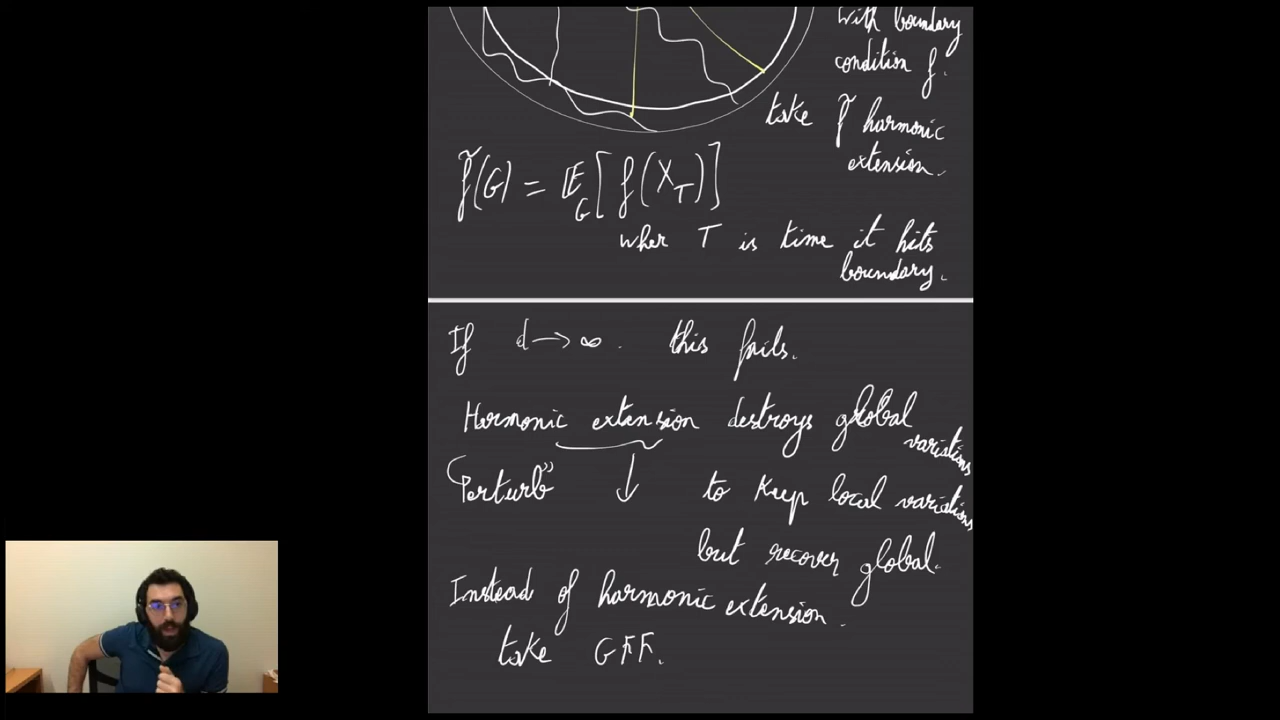 With boundary
condition f.
take f̃ harmonic
extension.
f̃(G) = 𝔼_G[f(X_T)]
wher T is time it hits
boundary.
If d → ∞. this fails.
Harmonic extension destroys global
variations
"Perturb" ↓ to keep local variations
but recover global.
Instead of harmonic extension.
take GFF.